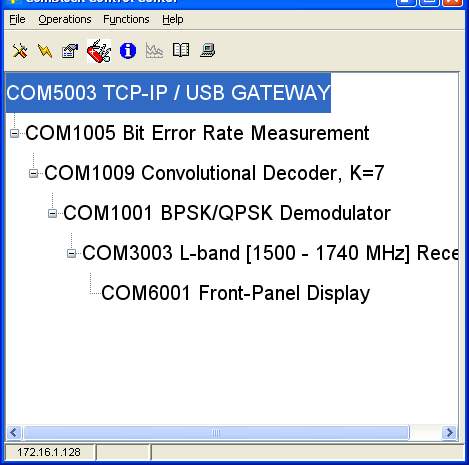 ComBlock Control Center
File Operations Functions Help
COM5003 TCP-IP / USB GATEWAY
COM1005 Bit Error Rate Measurement
COM1009 Convolutional Decoder, K=7
COM1001 BPSK/QPSK Demodulator
COM3003 L-band [1500 - 1740 MHz] Rece
COM6001 Front-Panel Display
172.16.1.128